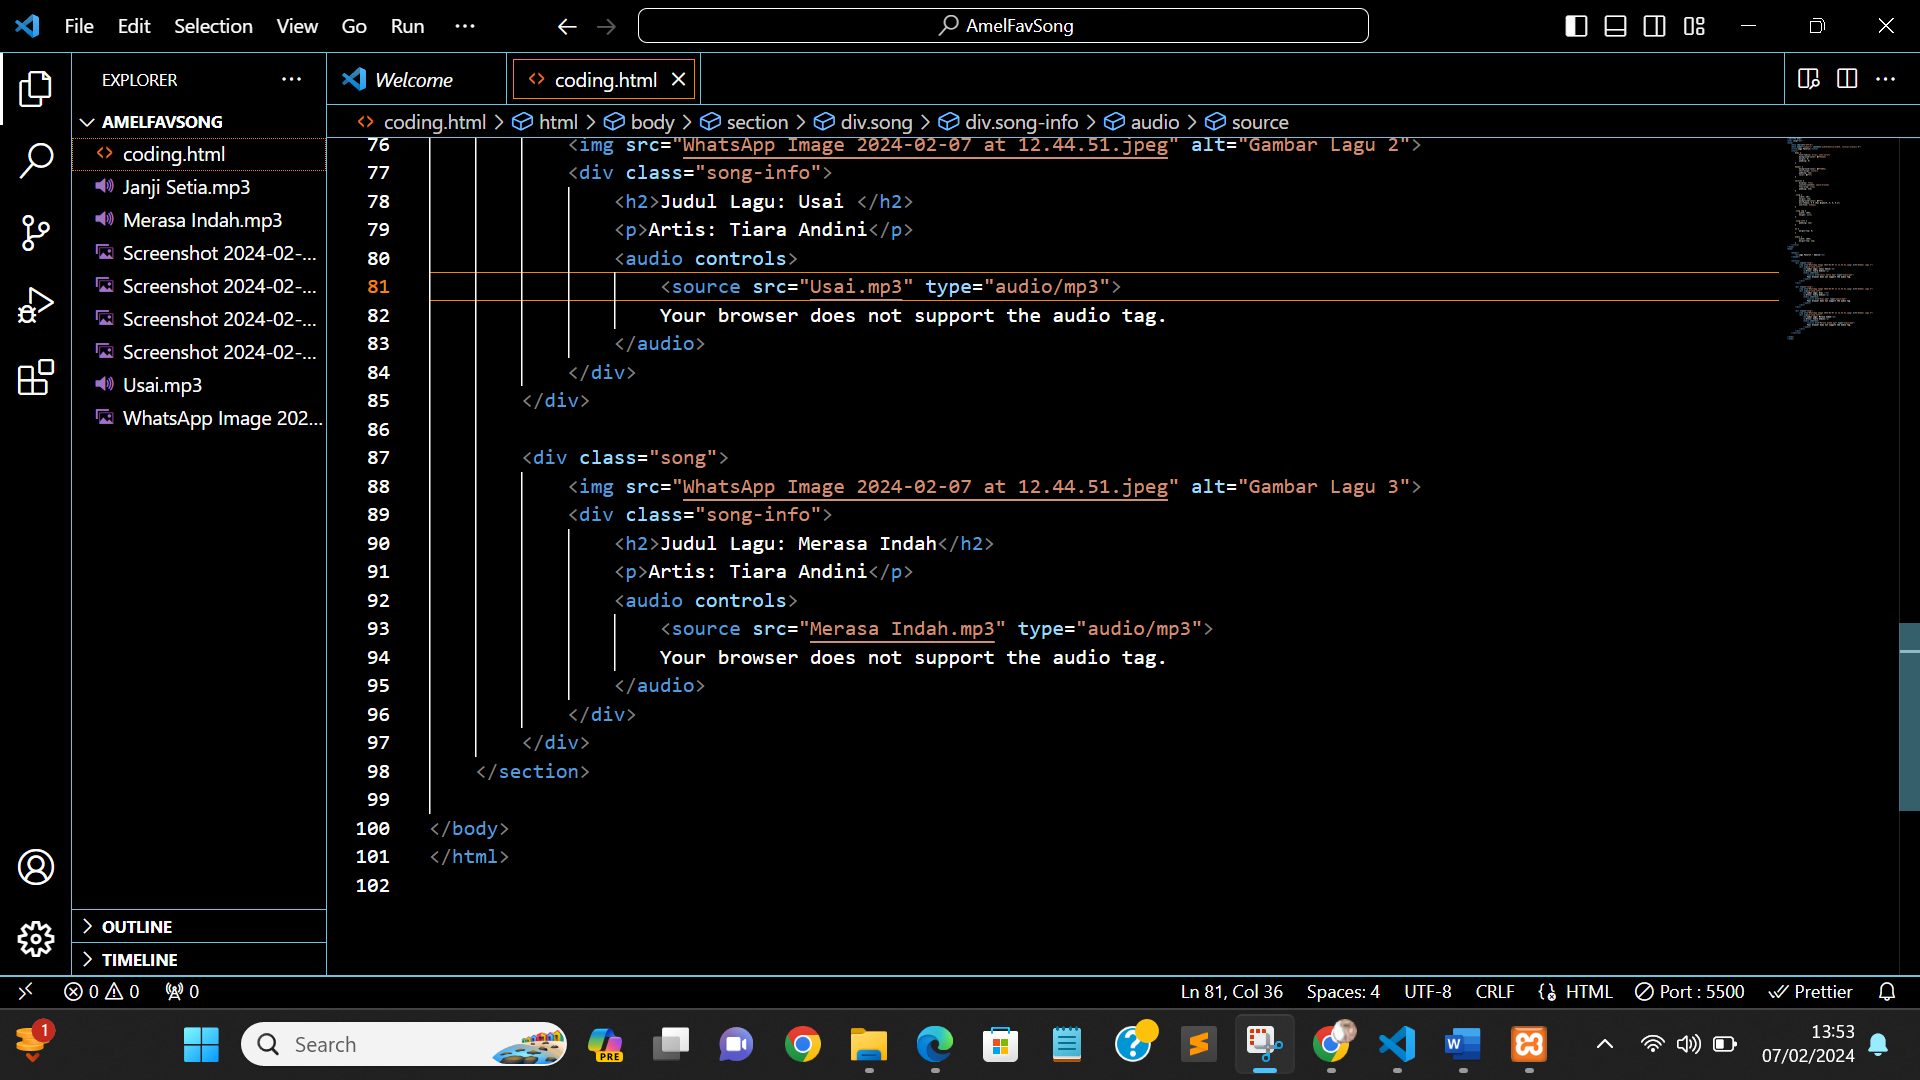 File Edit Selection View Go Run ··· AmelFavSong
EXPLORER ···
Welcome
coding.html
AMELFAVSONG
coding.html
Janji Setia.mp3
Merasa Indah.mp3
Screenshot 2024-02-...
Screenshot 2024-02-...
Screenshot 2024-02-...
Screenshot 2024-02-...
Usai.mp3
WhatsApp Image 202...
OUTLINE
TIMELINE
coding.html > html > body > section > div.song > div.song-info > audio > source
76 <img src="WhatsApp Image 2024-02-07 at 12.44.51.jpeg" alt="Gambar Lagu 2">
77 <div class="song-info">
78 <h2>Judul Lagu: Usai </h2>
79 <p>Artis: Tiara Andini</p>
80 <audio controls>
81 <source src="Usai.mp3" type="audio/mp3">
82 Your browser does not support the audio tag.
83 </audio>
84 </div>
85 </div>
86
87 <div class="song">
88 <img src="WhatsApp Image 2024-02-07 at 12.44.51.jpeg" alt="Gambar Lagu 3">
89 <div class="song-info">
90 <h2>Judul Lagu: Merasa Indah</h2>
91 <p>Artis: Tiara Andini</p>
92 <audio controls>
93 <source src="Merasa Indah.mp3" type="audio/mp3">
94 Your browser does not support the audio tag.
95 </audio>
96 </div>
97 </div>
98 </section>
99
100 </body>
101 </html>
102
0 0 0 Ln 81, Col 36 Spaces: 4 UTF-8 CRLF HTML Port : 5500 Prettier
1 Search PRE 13:53
07/02/2024